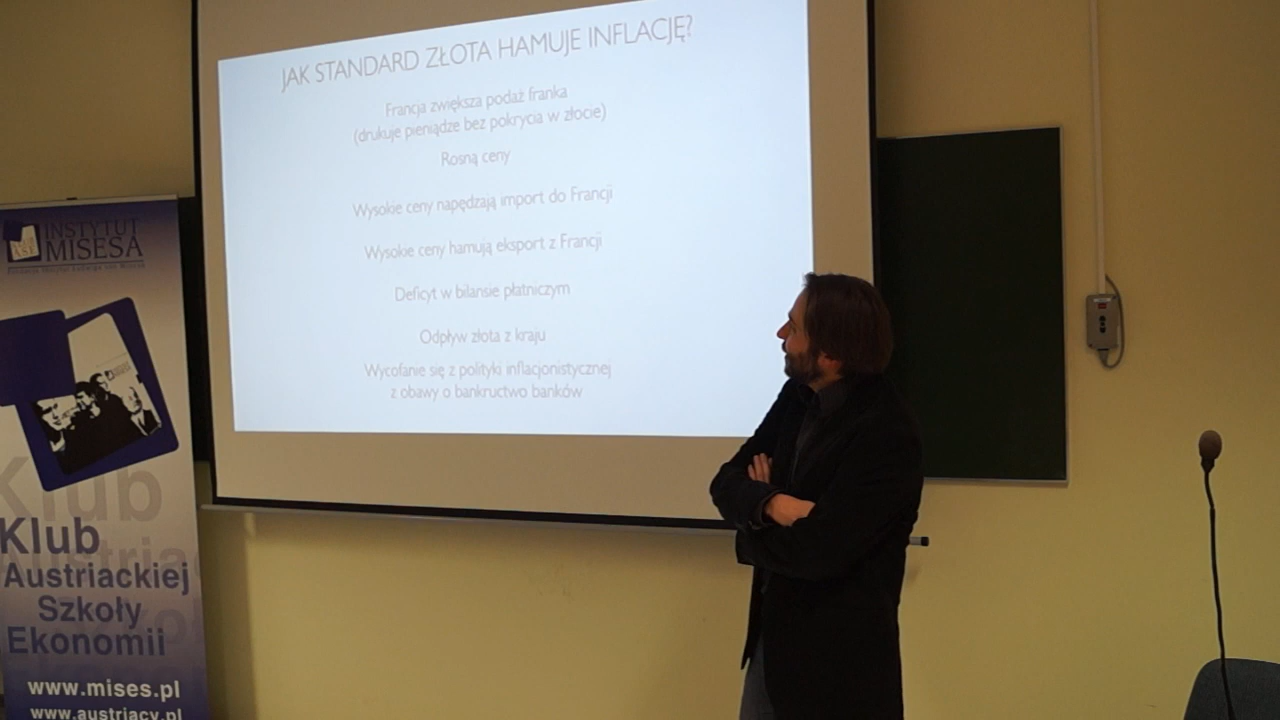 JAK STANDARD ZŁOTA HAMUJE INFLACJĘ?
Francja zwiększa podaż franka
(drukuje pieniądze bez pokrycia w złocie)
Rosną ceny
Wysokie ceny napędzają import do Francji
Wysokie ceny hamują eksport z Francji
Deficyt w bilansie płatniczym
Odpływ złota z kraju
Wycofanie się z polityki inflacjonistycznej
z obawy o bankructwo banków
INSTYTUT
MISESA
Klub
Klub
Austriackiej
Szkoły
Ekonomii
www.mises.pl
www.austriacy.pl